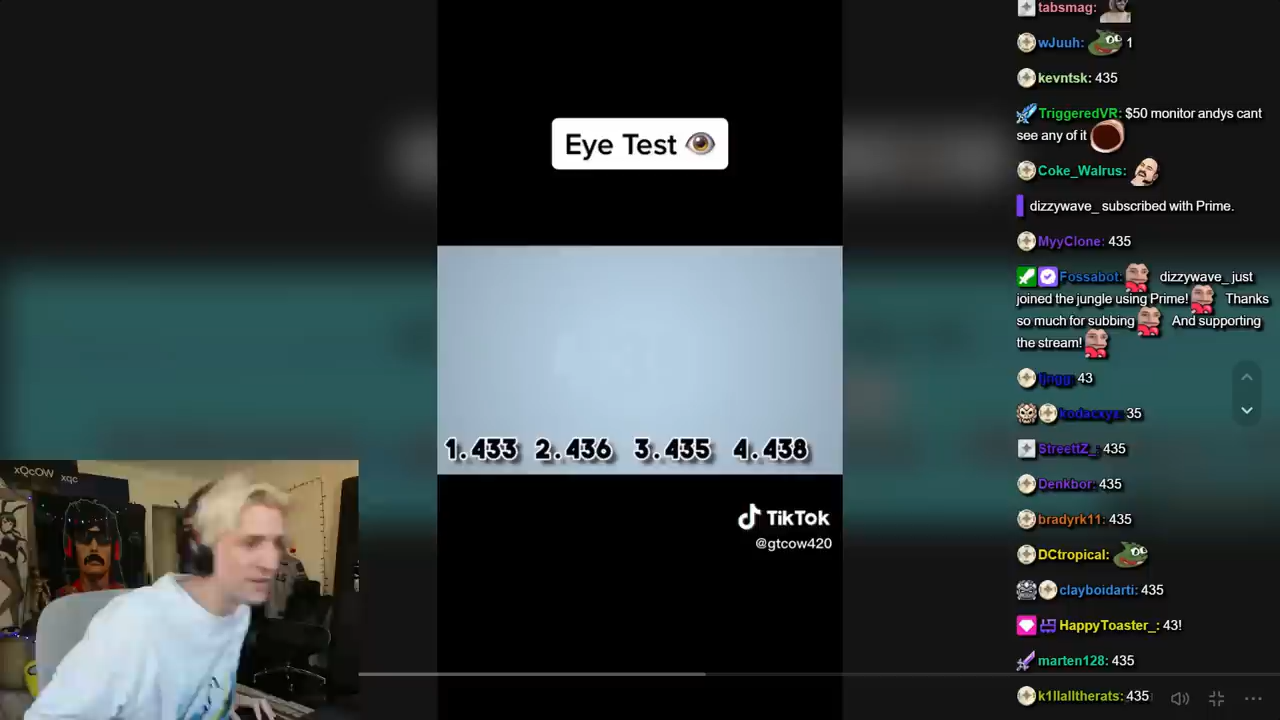 Eye Test
1.433 2.436 3.435 4.438
TikTok
@gtcow420
xQcOW
xqc
tabsmag:
wJuuh: 1
kevntsk: 435
TriggeredVR: $50 monitor andys cant
see any of it
Coke_Walrus:
dizzywave_ subscribed with Prime.
MyyClone: 435
Fossabot: dizzywave_ just
joined the jungle using Prime! Thanks
so much for subbing And supporting
the stream!
43
kodacxyz: 35
StreettZ_: 435
Denkbor: 435
bradyrk11: 435
DCtropical:
clayboidarti: 435
HappyToaster_: 43!
marten128: 435
k1llalltherats: 435